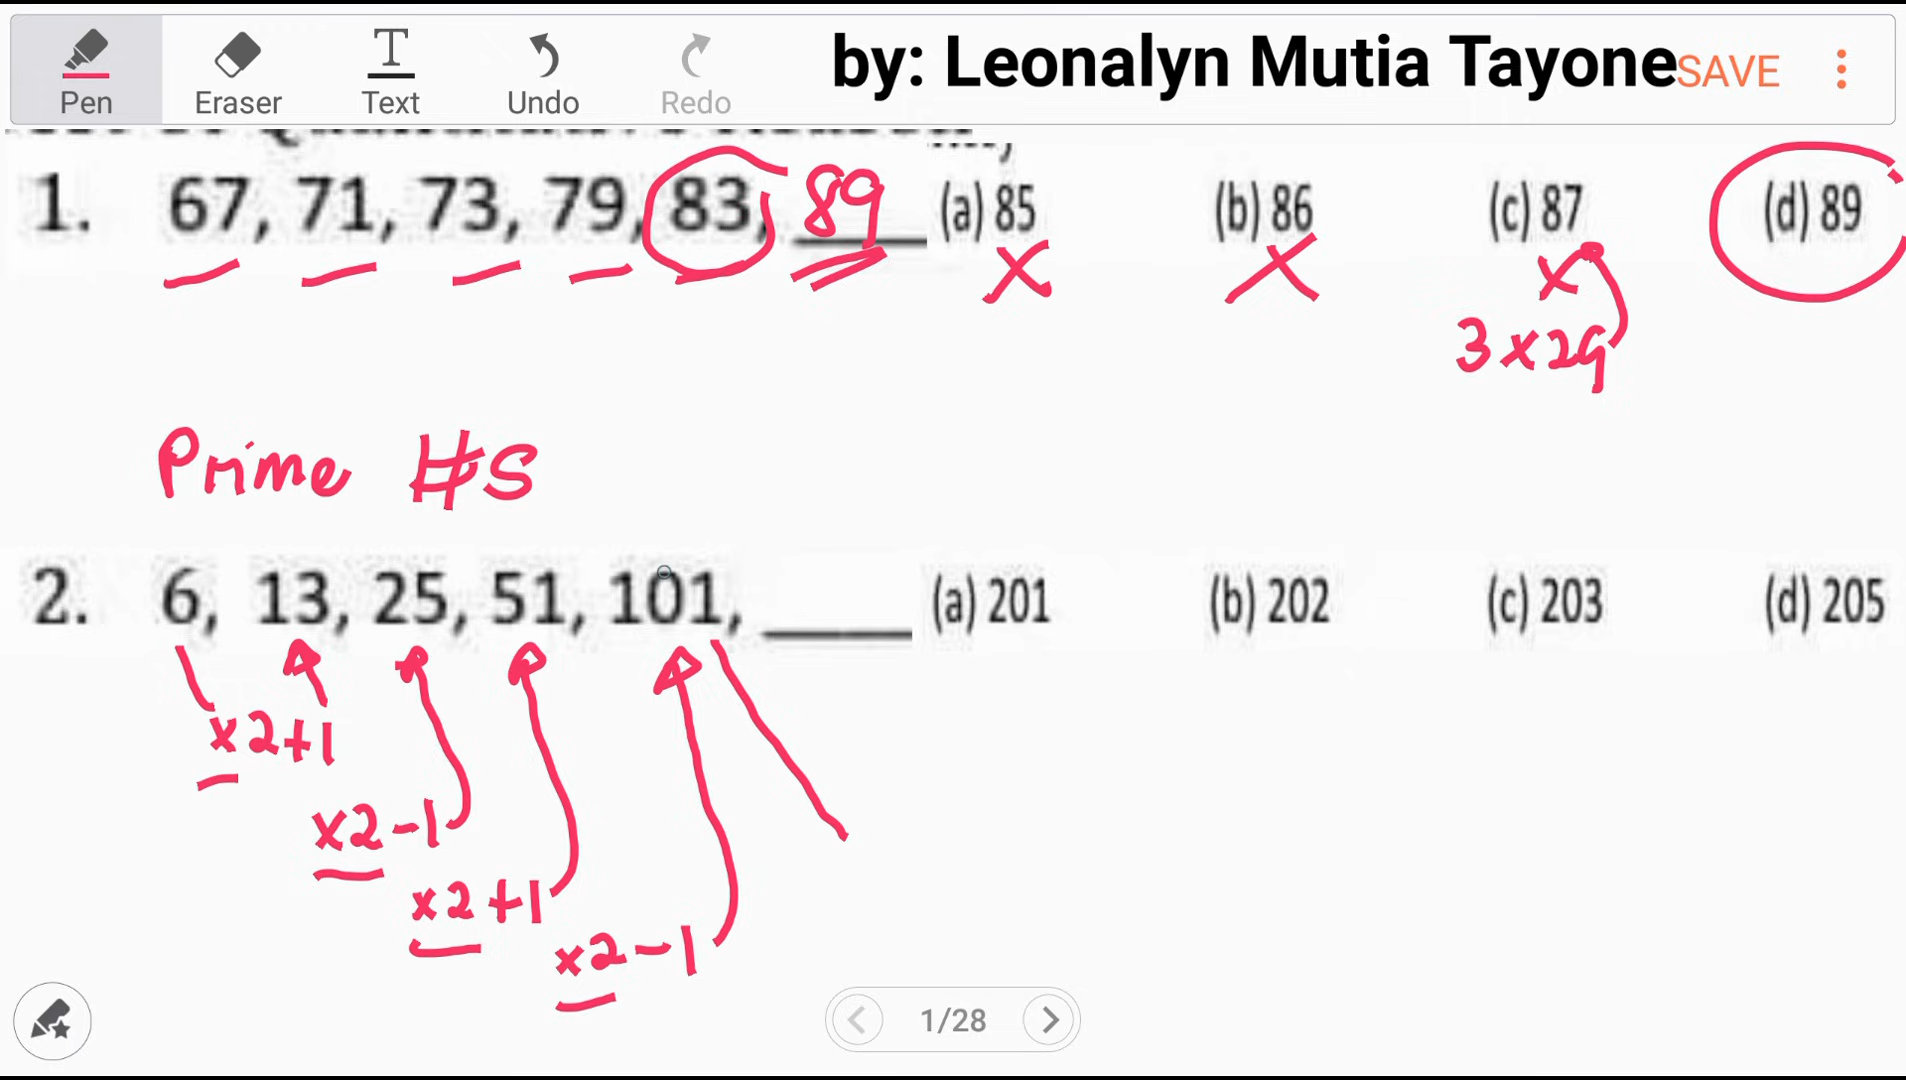 Pen Eraser Text Undo Redo by: Leonalyn Mutia Tayone SAVE
1. 67, 71, 73, 79, 83, 89 (a) 85 (b) 86 (c) 87 (d) 89
x x x
3 x 29
Prime #s
2. 6, 13, 25, 51, 101, ____ (a) 201 (b) 202 (c) 203 (d) 205
x2+1
x2-1
x2+1
x2-1
1/28